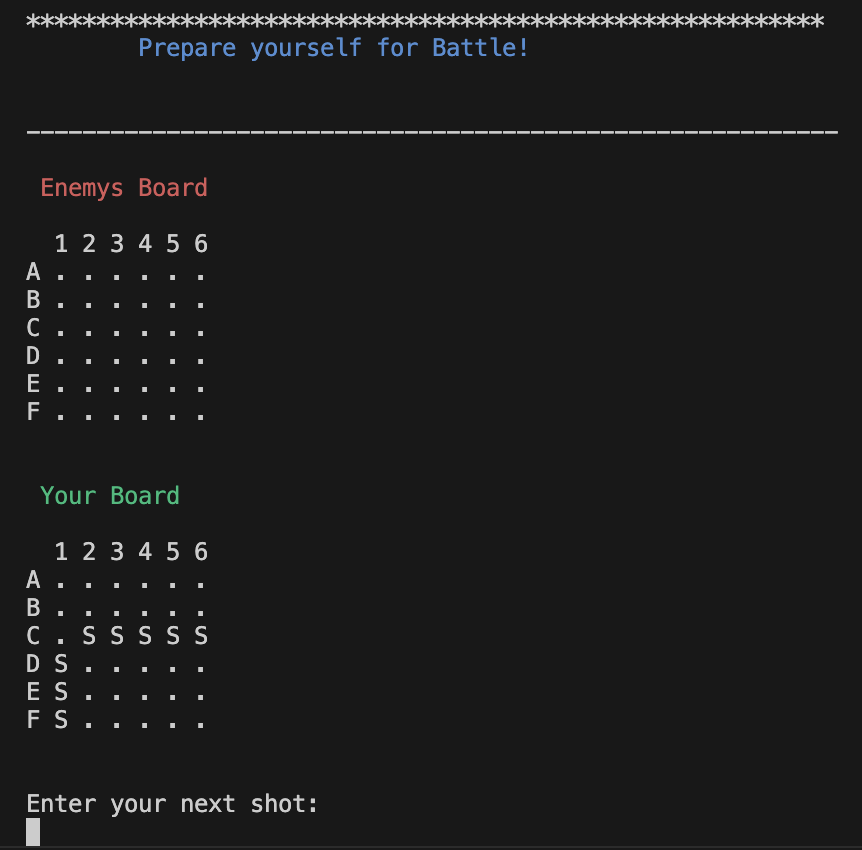 *********************************************************
Prepare yourself for Battle!
__________________________________________________________
Enemys Board
1 2 3 4 5 6
A . . . . . .
B . . . . . .
C . . . . . .
D . . . . . .
E . . . . . .
F . . . . . .
Your Board
1 2 3 4 5 6
A . . . . . .
B . . . . . .
C . S S S S S
D S . . . . .
E S . . . . .
F S . . . . .
Enter your next shot: